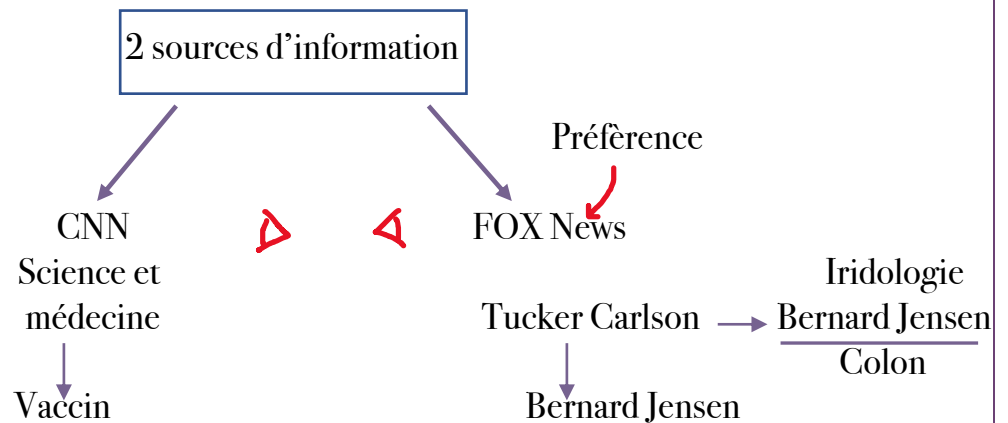 2 sources d’information
Préfèrence
CNN
FOX News
Science et
médecine
Iridologie
Tucker Carlson
Bernard Jensen
Colon
Vaccin
Bernard Jensen